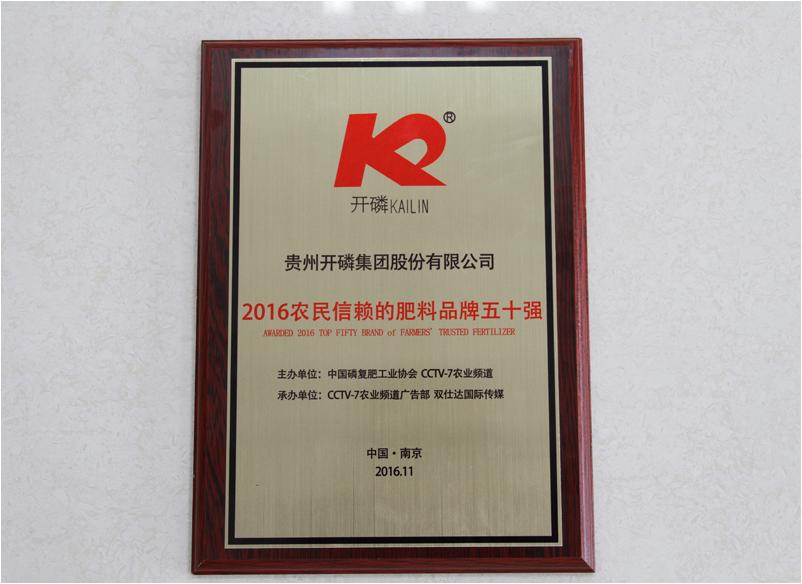 KR®
开磷KAILIN
贵州开磷集团股份有限公司
2016农民信赖的肥料品牌五十强
AWARDED 2016 TOP FIFTY BRAND of FARMERS' TRUSTED FERTILIZER
主办单位：中国磷复肥工业协会 CCTV-7农业频道
承办单位：CCTV-7农业频道广告部 双仕达国际传媒
中国·南京
2016.11